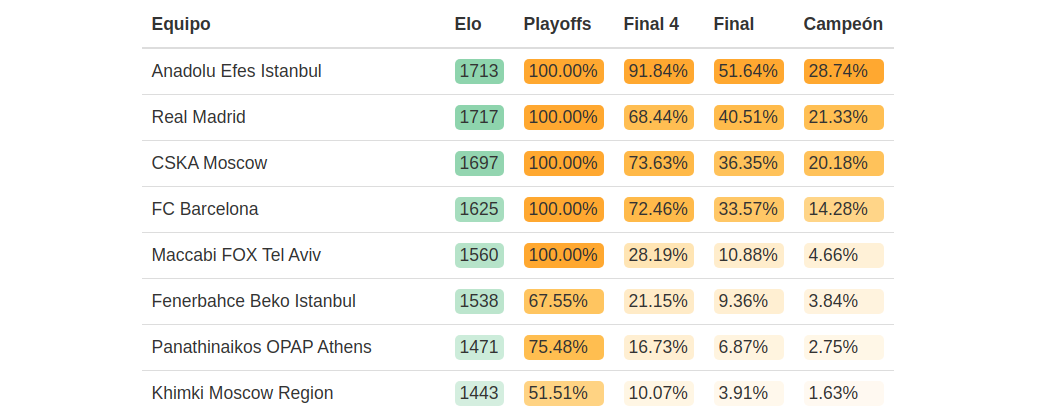 Equipo Elo Playoffs Final 4 Final Campeón
Anadolu Efes Istanbul 1713 100.00% 91.84% 51.64% 28.74%
Real Madrid 1717 100.00% 68.44% 40.51% 21.33%
CSKA Moscow 1697 100.00% 73.63% 36.35% 20.18%
FC Barcelona 1625 100.00% 72.46% 33.57% 14.28%
Maccabi FOX Tel Aviv 1560 100.00% 28.19% 10.88% 4.66%
Fenerbahce Beko Istanbul 1538 67.55% 21.15% 9.36% 3.84%
Panathinaikos OPAP Athens 1471 75.48% 16.73% 6.87% 2.75%
Khimki Moscow Region 1443 51.51% 10.07% 3.91% 1.63%